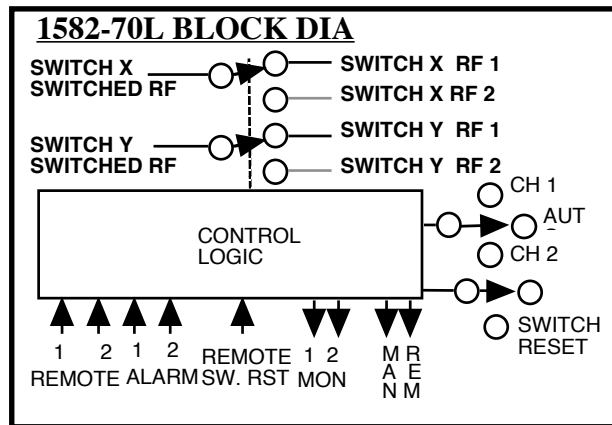 1582-70L BLOCK DIA
SWITCH X
SWITCHED RF
SWITCH X RF 1
SWITCH X RF 2
SWITCH Y
SWITCHED RF
SWITCH Y RF 1
SWITCH Y RF 2
CONTROL
LOGIC
CH 1
AUT
CH 2
SWITCH
RESET
1 2 1 2
REMOTE ALARM
REMOTE
SW. RST
1 2
MON
MAN
REM